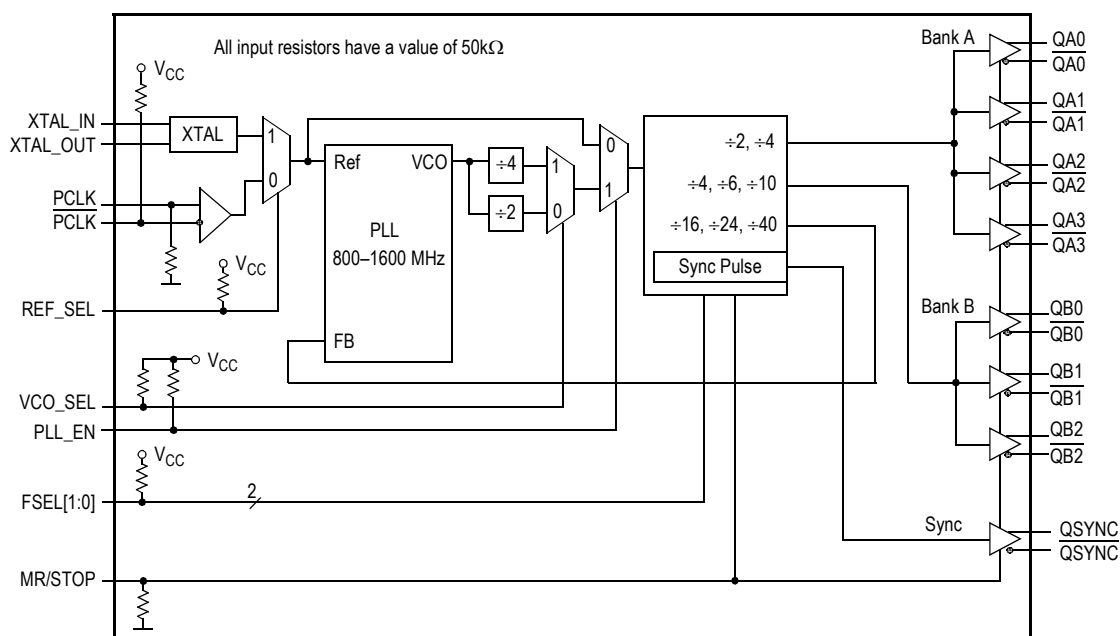 All input resistors have a value of 50kΩ
Bank A
QA0
QA0
VCC
XTAL_IN
XTAL_OUT
XTAL
1
0
0
1
QA1
QA1
÷2, ÷4
Ref
VCO
÷4
÷2
1
0
÷4, ÷6, ÷10
QA2
QA2
PCLK
PCLK
PLL
800–1600 MHz
÷16, ÷24, ÷40
QA3
QA3
VCC
Sync Pulse
REF_SEL
Bank B
QB0
QB0
FB
VCC
QB1
QB1
VCO_SEL
PLL_EN
QB2
QB2
VCC
FSEL[1:0]
2
Sync
QSYNC
QSYNC
MR/STOP